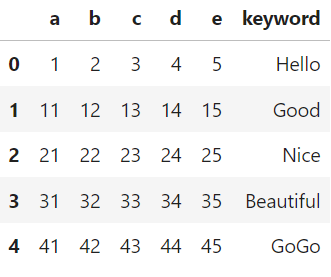 a b c d e keyword
0 1 2 3 4 5 Hello
1 11 12 13 14 15 Good
2 21 22 23 24 25 Nice
3 31 32 33 34 35 Beautiful
4 41 42 43 44 45 GoGo